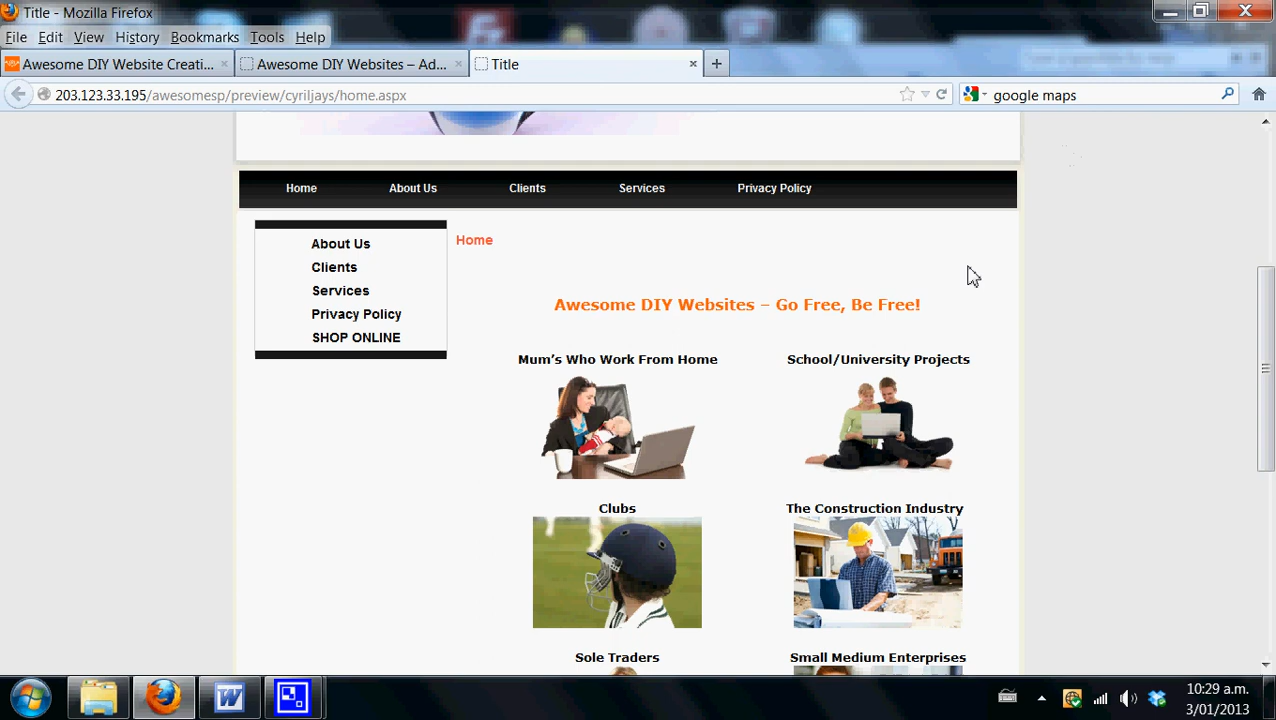 Title - Mozilla Firefox
File Edit View History Bookmarks Tools Help
Awesome DIY Website Creati... Awesome DIY Websites – Ad... Title
203.123.33.195/awesomesp/preview/cyriljays/home.aspx google maps
Home About Us Clients Services Privacy Policy
About Us
Clients
Services
Privacy Policy
SHOP ONLINE
Home
Awesome DIY Websites – Go Free, Be Free!
Mum’s Who Work From Home School/University Projects
Clubs The Construction Industry
Sole Traders Small Medium Enterprises
10:29 a.m.
3/01/2013